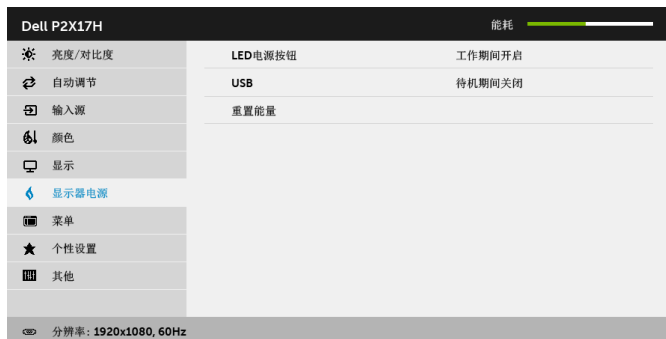 Dell P2X17H 能耗
亮度/对比度 LED电源按钮 工作期间开启
自动调节 USB 待机期间关闭
输入源 重置能量
颜色
显示
显示器电源
菜单
个性设置
其他
分辨率: 1920x1080, 60Hz